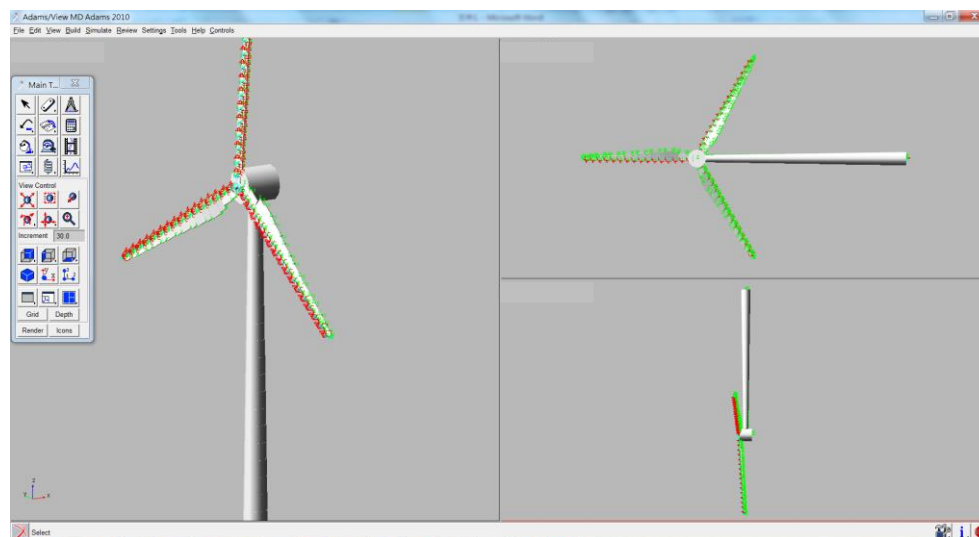 Adams/View MD Adams 2010
File Edit View Build Simulate Review Settings Tools Help Controls
Main T...
View Control
Increment 30.0
Grid Depth
Render Icons
Select